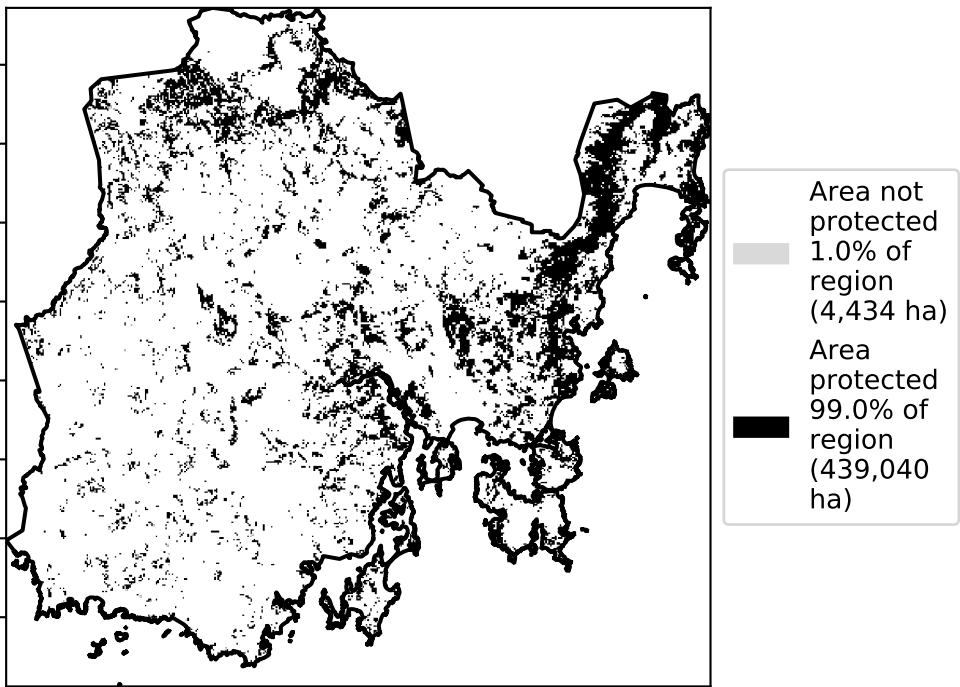 Area not
protected
1.0% of
region
(4,434 ha)
Area
protected
99.0% of
region
(439,040
ha)